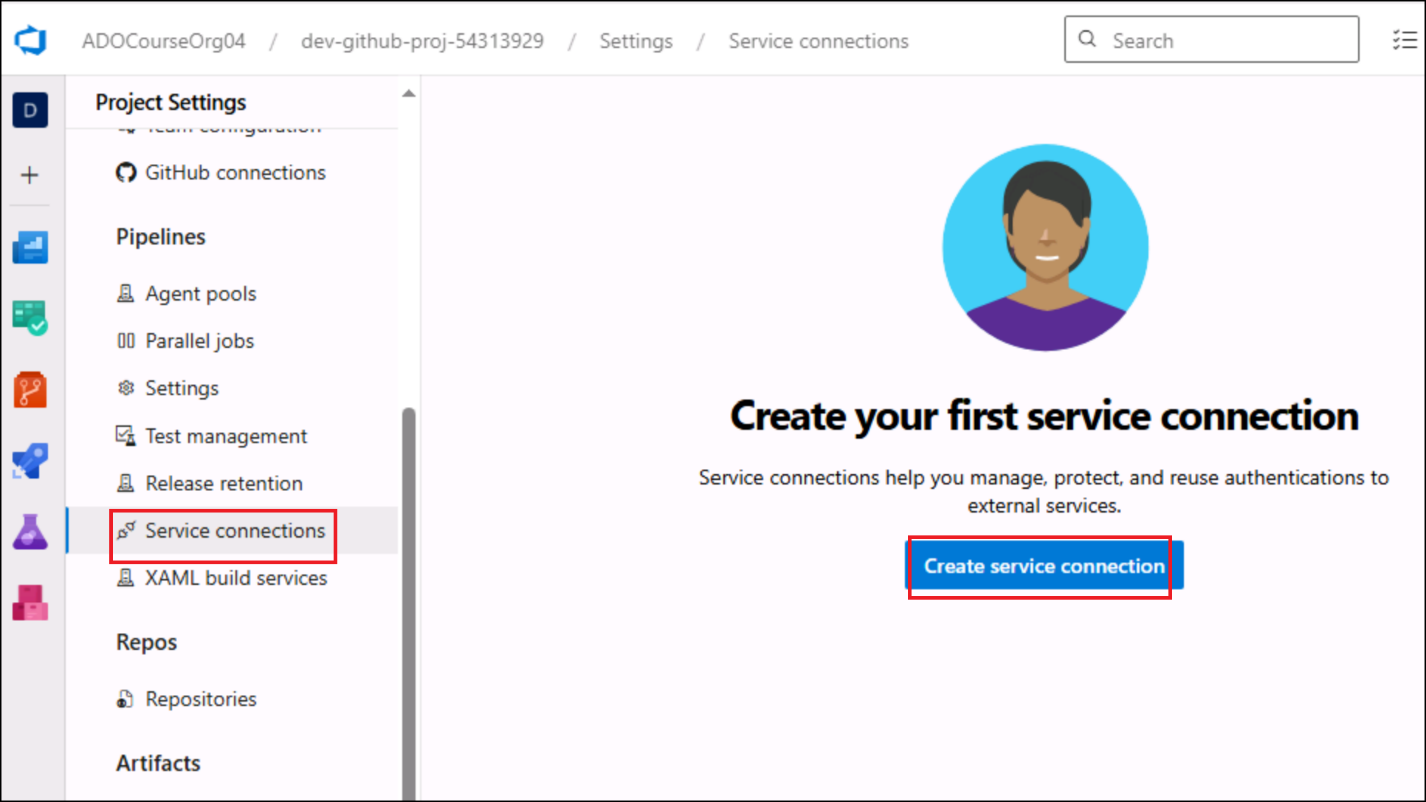 ADOCourseOrg04 / dev-github-proj-54313929 / Settings / Service connections
Search
D
Project Settings
Team configuration
GitHub connections
Pipelines
Agent pools
Parallel jobs
Settings
Test management
Release retention
Service connections
XAML build services
Repos
Repositories
Artifacts
Create your first service connection
Service connections help you manage, protect, and reuse authentications to
external services.
Create service connection